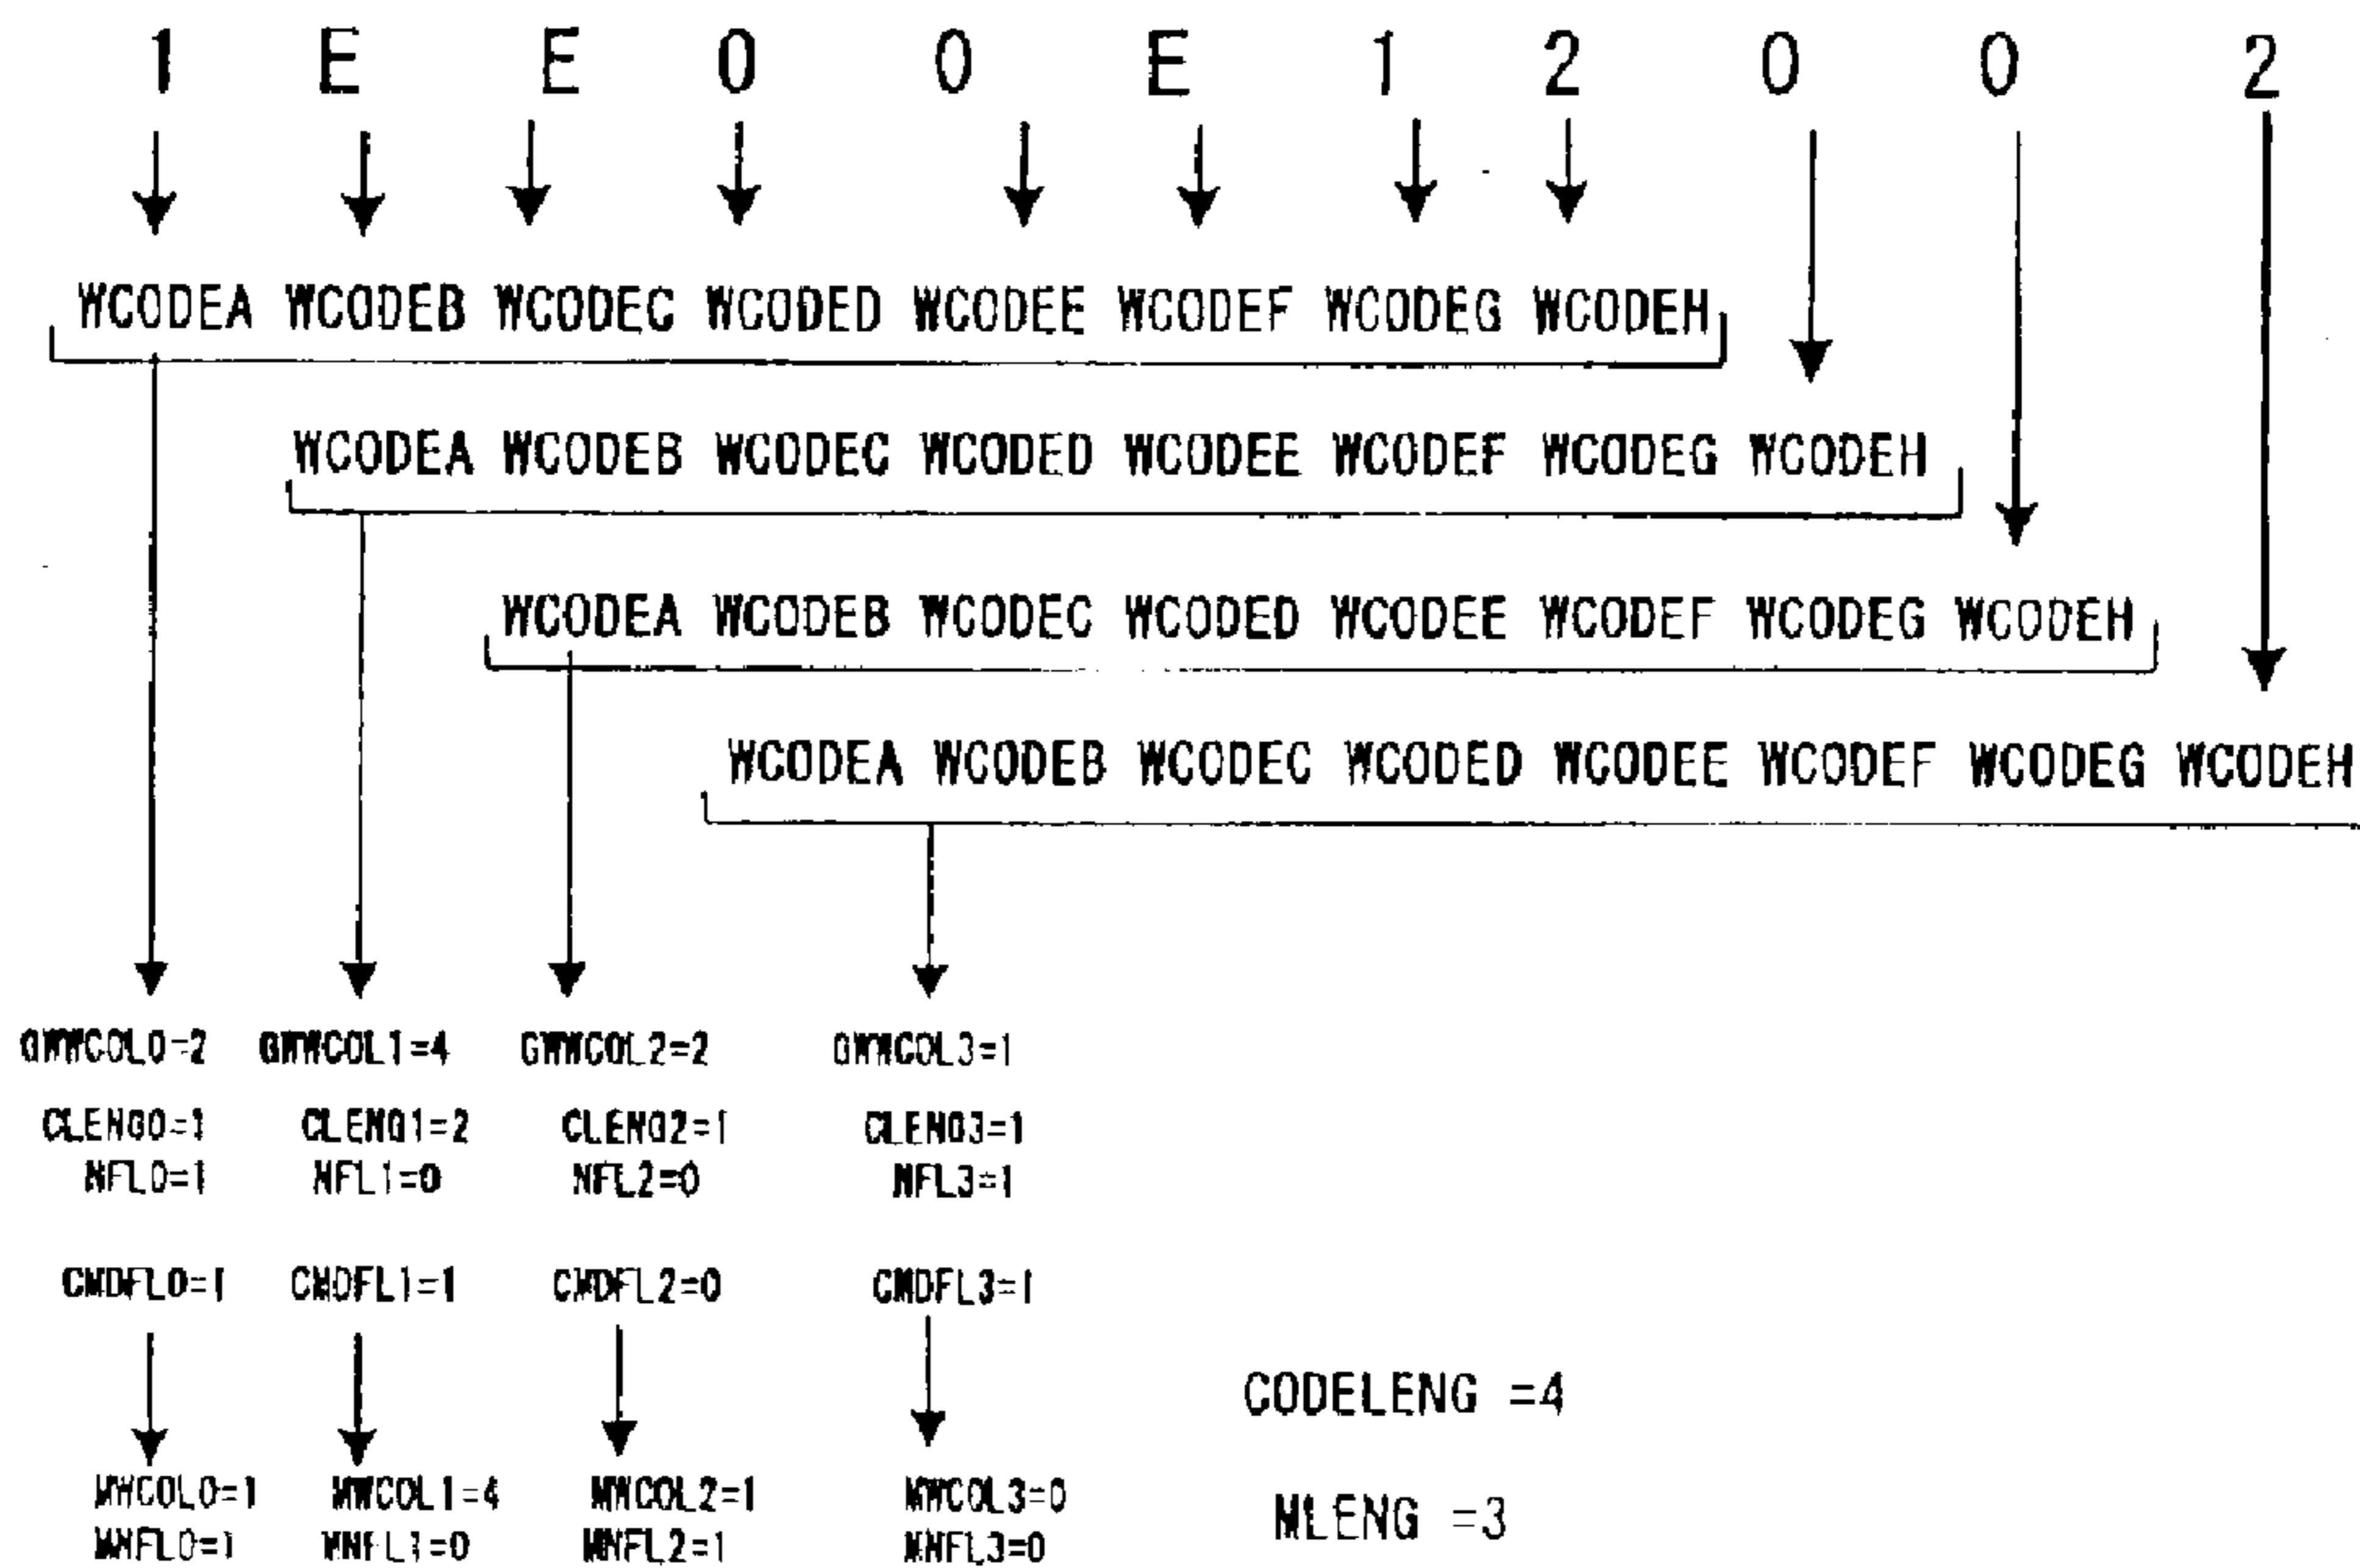 1 E E 0 0 E 1 2 0 0 2
WCODEA WCODEB WCODEC WCODED WCODEE WCODEF WCODEG WCODEH
WCODEA WCODEB WCODEC WCODED WCODEE WCODEF WCODEG WCODEH
WCODEA WCODEB WCODEC WCODED WCODEE WCODEF WCODEG WCODEH
WCODEA WCODEB WCODEC WCODED WCODEE WCODEF WCODEG WCODEH
GWWCOL0=2 GWWCOL1=4 GWWCOL2=2 GWWCOL3=1
CLENG0=1 CLENG1=2 CLENG2=1 CLENG3=1
NFL0=1 NFL1=0 NFL2=0 NFL3=1
CMDFL0=1 CMDFL1=1 CMDFL2=0 CMDFL3=1
CODELENG =4
MWCOL0=1 MWCOL1=4 MWCOL2=1 MWCOL3=0
MLENG =3
MNFL0=1 MNFL1=0 MNFL2=1 MNFL3=0